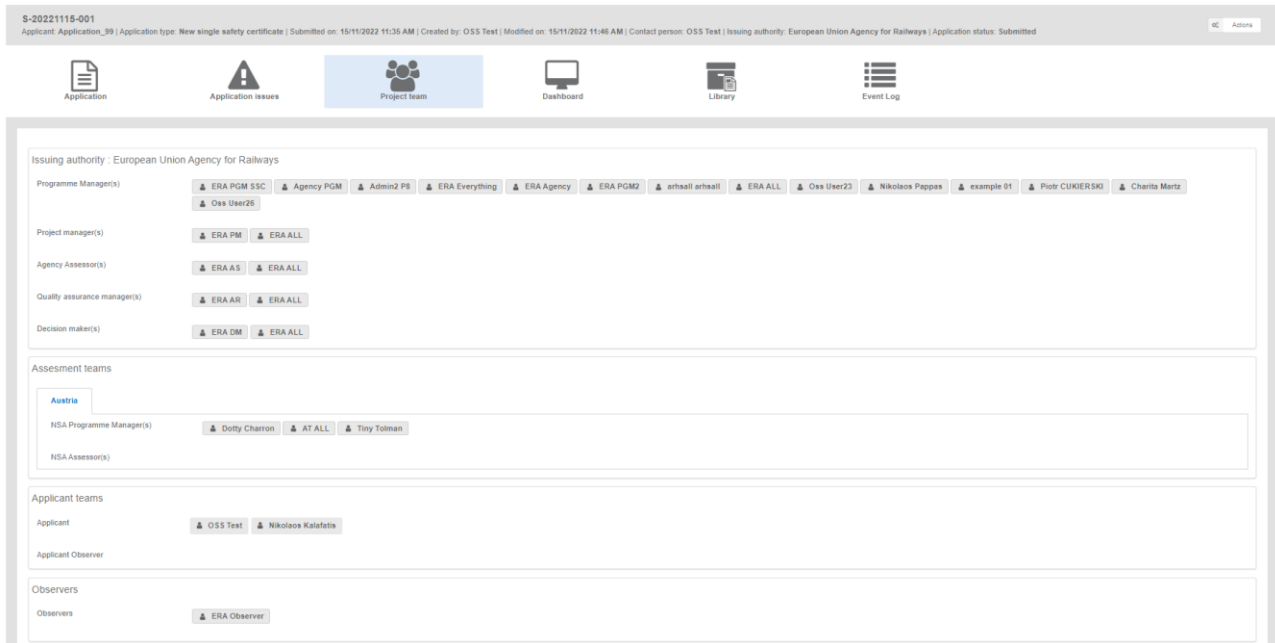 S-20221115-001
Applicant: Application_99 | Application type: New single safety certificate | Submitted on: 15/11/2022 11:35 AM | Created by: OSS Test | Modified on: 15/11/2022 11:46 AM | Contact person: OSS Test | Issuing authority: European Union Agency for Railways | Application status: Submitted
Actions
Application
Application issues
Project team
Dashboard
Library
Event Log
Issuing authority : European Union Agency for Railways
Programme Manager(s)
ERA PGM SSC
Agency PGM
Admin2 P8
ERA Everything
ERA Agency
ERA PGM2
arhsall arhsall
ERA ALL
Oss User23
Nikolaos Pappas
example 01
Piotr CUKIERSKI
Charita Martz
Oss User26
Project manager(s)
ERA PM
ERA ALL
Agency Assessor(s)
ERA AS
ERA ALL
Quality assurance manager(s)
ERA AR
ERA ALL
Decision maker(s)
ERA DM
ERA ALL
Assesment teams
Austria
NSA Programme Manager(s)
Dotty Charron
AT ALL
Tiny Tolman
NSA Assessor(s)
Applicant teams
Applicant
OSS Test
Nikolaos Kalafatis
Applicant Observer
Observers
Observers
ERA Observer